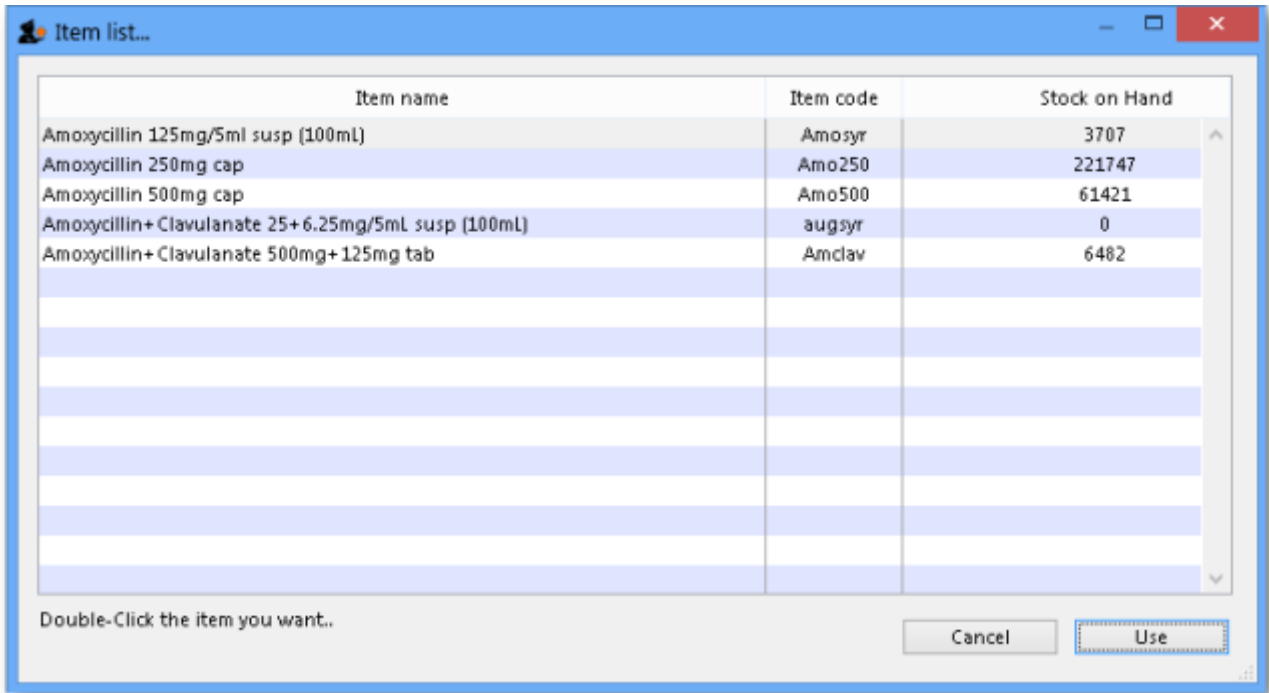 Item list...
Item name Item code Stock on Hand
Amoxycillin 125mg/5ml susp (100mL) Amosyr 3707
Amoxycillin 250mg cap Amo250 221747
Amoxycillin 500mg cap Amo500 61421
Amoxycillin+Clavulanate 25+6.25mg/5mL susp (100mL) augsyr 0
Amoxycillin+Clavulanate 500mg+125mg tab Amclav 6482
Double-Click the item you want..
Cancel Use